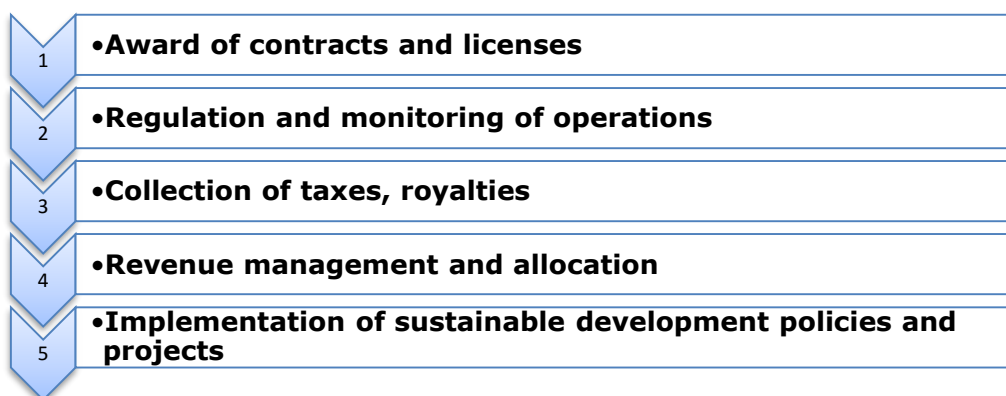 1
•Award of contracts and licenses
2
•Regulation and monitoring of operations
3
•Collection of taxes, royalties
4
•Revenue management and allocation
5
•Implementation of sustainable development policies and
projects